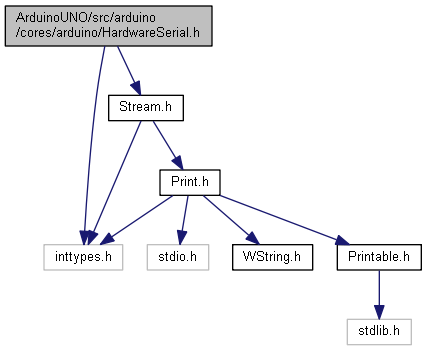 ArduinoUNO/src/arduino
/cores/arduino/HardwareSerial.h
Stream.h
Print.h
inttypes.h
stdio.h
WString.h
Printable.h
stdlib.h